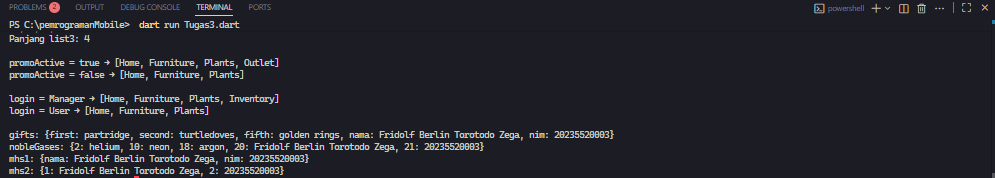 PROBLEMS 2 OUTPUT DEBUG CONSOLE TERMINAL PORTS powershell
PS C:\pemrogramanMobile> dart run Tugas3.dart
Panjang list3: 4
promoActive = true → [Home, Furniture, Plants, Outlet]
promoActive = false → [Home, Furniture, Plants]
login = Manager → [Home, Furniture, Plants, Inventory]
login = User → [Home, Furniture, Plants]
gifts: {first: partridge, second: turtledoves, fifth: golden rings, nama: Fridolf Berlin Torotodo Zega, nim: 20235520003}
nobleGases: {2: helium, 10: neon, 18: argon, 20: Fridolf Berlin Torotodo Zega, 21: 20235520003}
mhs1: {nama: Fridolf Berlin Torotodo Zega, nim: 20235520003}
mhs2: {1: Fridolf Berlin Torotodo Zega, 2: 20235520003}